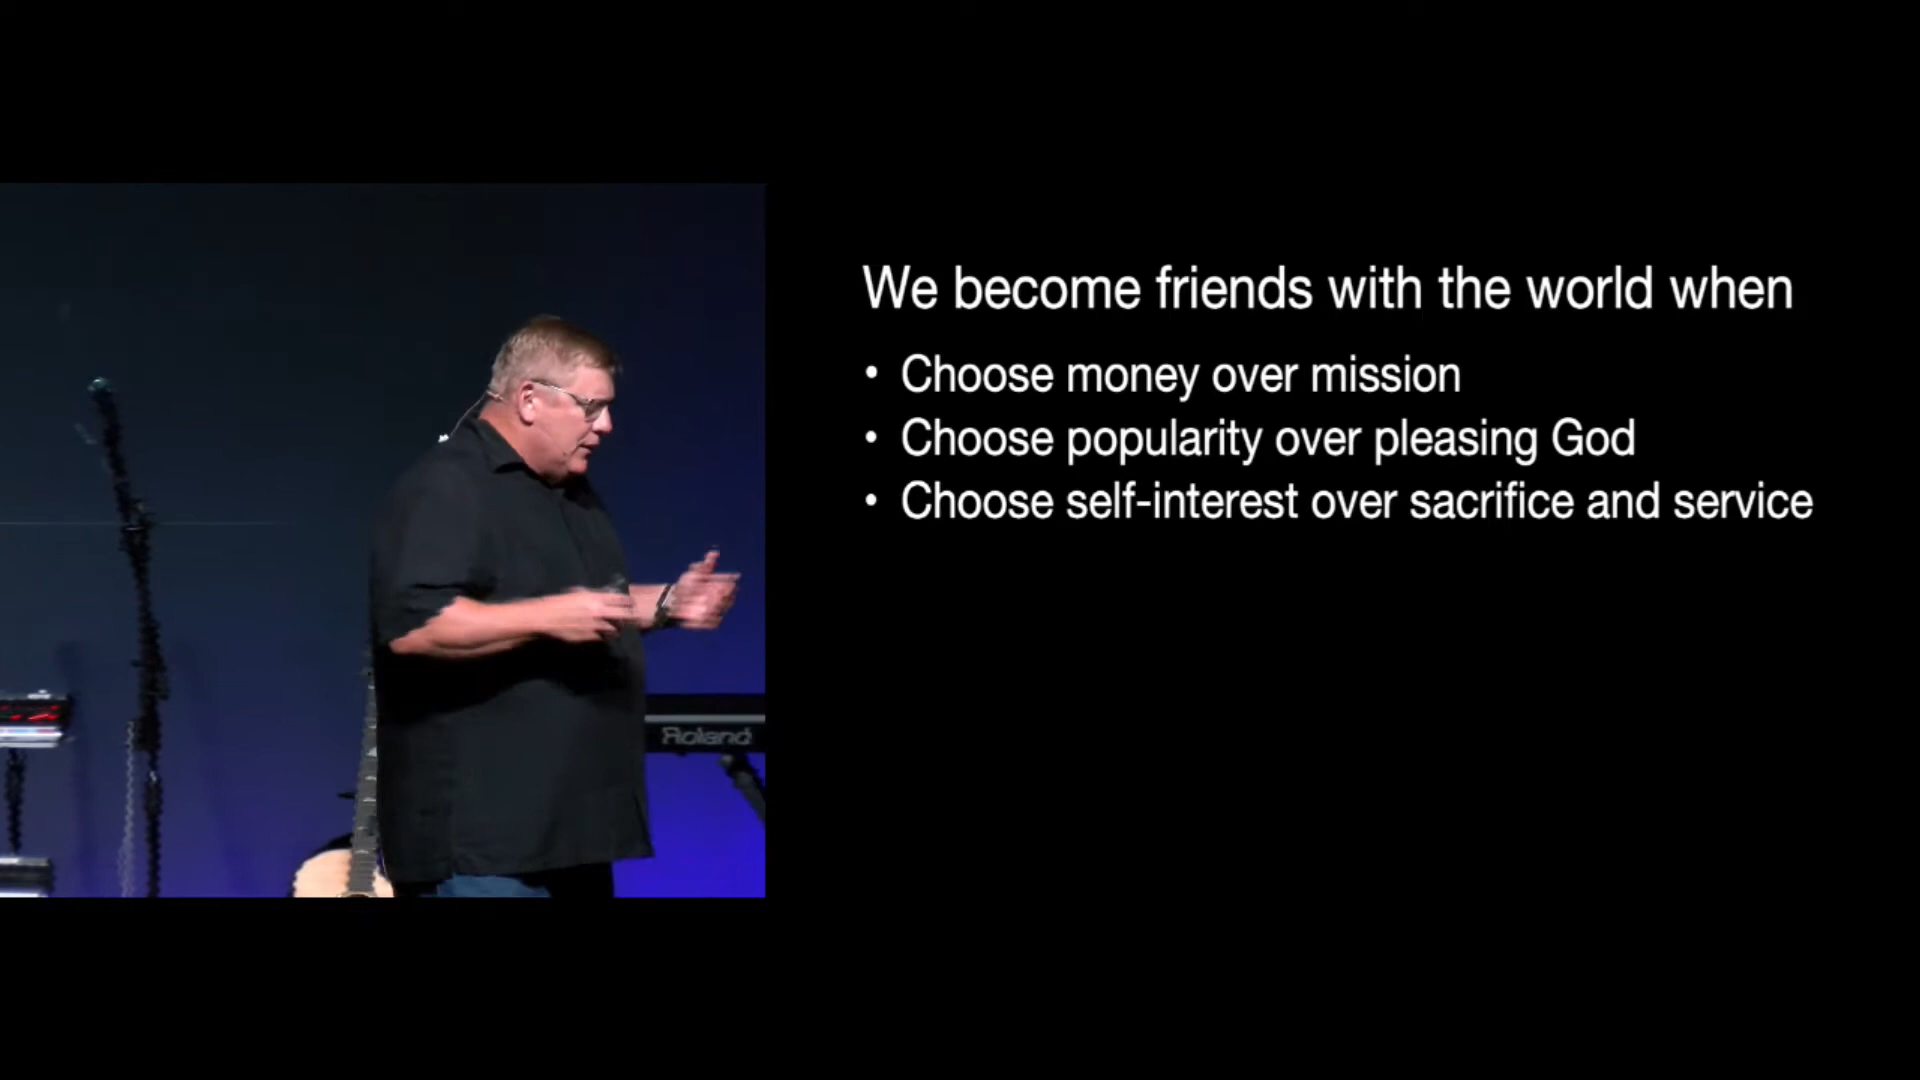 We become friends with the world when
• Choose money over mission
• Choose popularity over pleasing God
• Choose self-interest over sacrifice and service
Roland